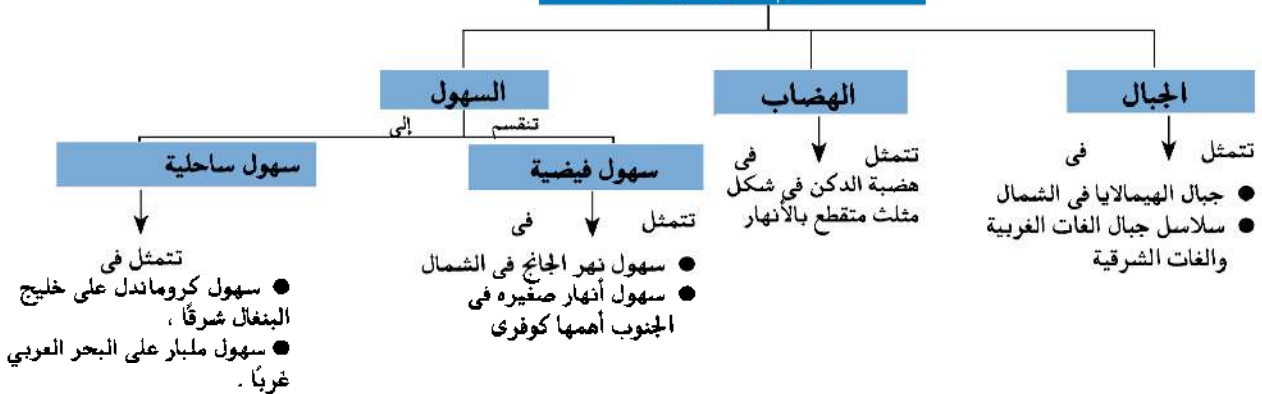 الجبال
تتمثل فى
● جبال الهيمالايا فى الشمال
● سلاسل جبال الغات الغربية
والغات الشرقية
الهضاب
تتمثل فى
هضبة الدكن فى شكل
مثلث متقطع بالأنهار
السهول
تنقسم إلى
سهول فيضية
تتمثل فى
● سهول نهر الجانج فى الشمال
● سهول أنهار صغيره فى
الجنوب أهمها كوفرى
سهول ساحلية
تتمثل فى
● سهول كروماندل على خليج
البنغال شرقًا ،
● سهول ملبار على البحر العربي
غربًا .